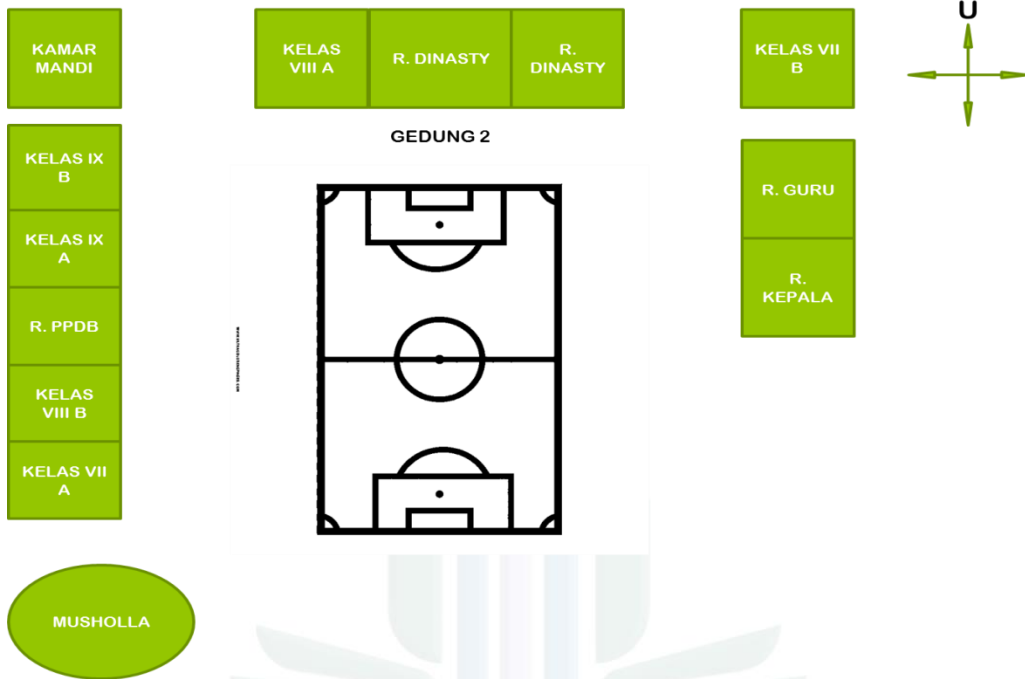 KAMAR
MANDI
KELAS
VIII A
R. DINASTY
R.
DINASTY
KELAS VII
B
U
GEDUNG 2
KELAS IX
B
KELAS IX
A
R. PPDB
KELAS
VIII B
KELAS VII
A
R. GURU
R.
KEPALA
MUSHOLLA